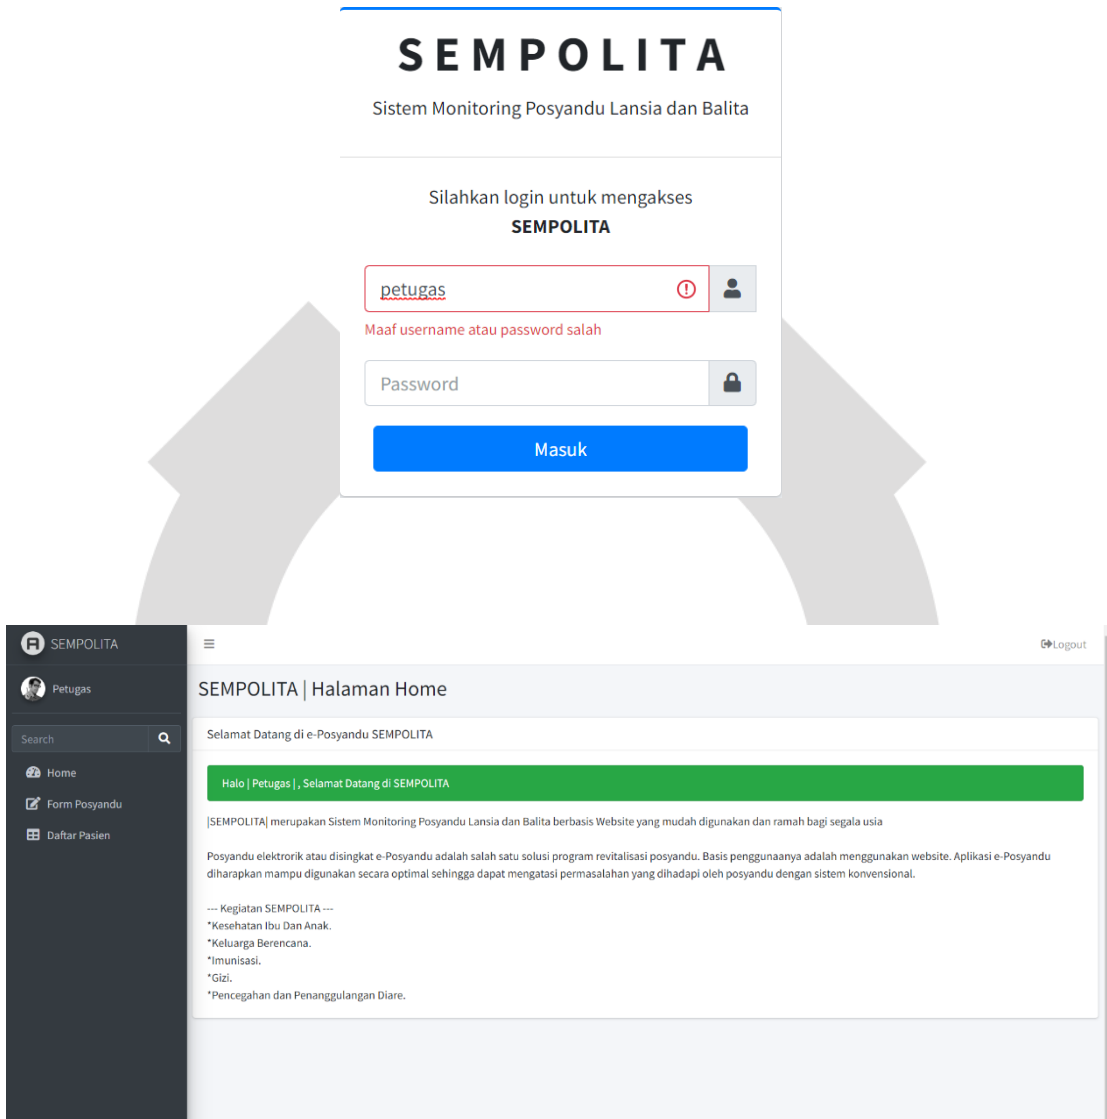 SEMPOLITA
Sistem Monitoring Posyandu Lansia dan Balita
Silahkan login untuk mengakses
SEMPOLITA
petugas
Maaf username atau password salah
Password
Masuk
SEMPOLITA
Logout
Petugas
SEMPOLITA | Halaman Home
Search
Selamat Datang di e-Posyandu SEMPOLITA
Home
Form Posyandu
Daftar Pasien
Halo | Petugas | , Selamat Datang di SEMPOLITA
|SEMPOLITA| merupakan Sistem Monitoring Posyandu Lansia dan Balita berbasis Website yang mudah digunakan dan ramah bagi segala usia
Posyandu elektrorik atau disingkat e-Posyandu adalah salah satu solusi program revitalisasi posyandu. Basis penggunaanya adalah menggunakan website. Aplikasi e-Posyandu
diharapkan mampu digunakan secara optimal sehingga dapat mengatasi permasalahan yang dihadapi oleh posyandu dengan sistem konvensional.
--- Kegiatan SEMPOLITA ---
*Kesehatan Ibu Dan Anak.
*Keluarga Berencana.
*Imunisasi.
*Gizi.
*Pencegahan dan Penanggulangan Diare.